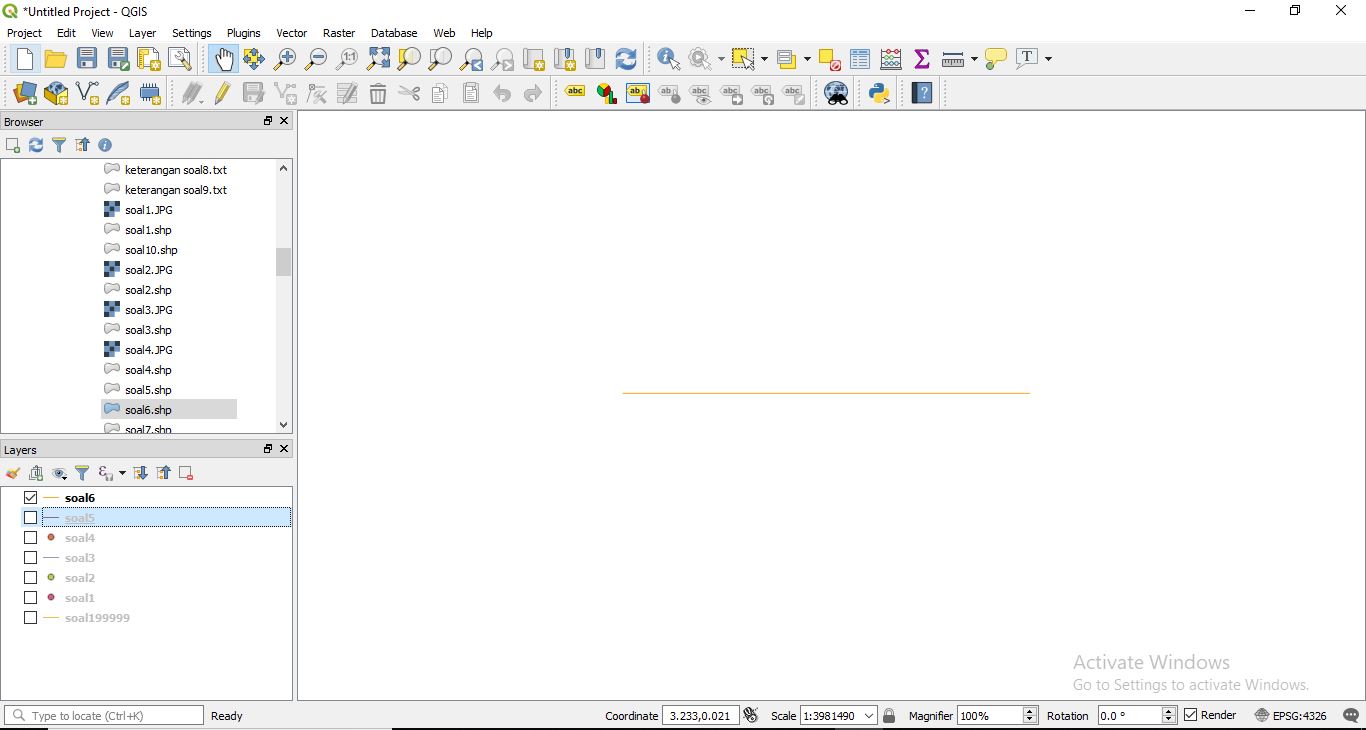 *Untitled Project - QGIS
Project Edit View Layer Settings Plugins Vector Raster Database Web Help
Browser
keterangan soal8.txt
keterangan soal9.txt
soal1.JPG
soal1.shp
soal10.shp
soal2.JPG
soal2.shp
soal3.JPG
soal3.shp
soal4.JPG
soal4.shp
soal5.shp
soal6.shp
soal7.shp
Layers
soal6
soal5
soal4
soal3
soal2
soal1
soal199999
Activate Windows
Go to Settings to activate Windows.
Type to locate (Ctrl+K) Ready Coordinate 3.233,0.021 Scale 1:3981490 Magnifier 100% Rotation 0.0 ° Render EPSG:4326